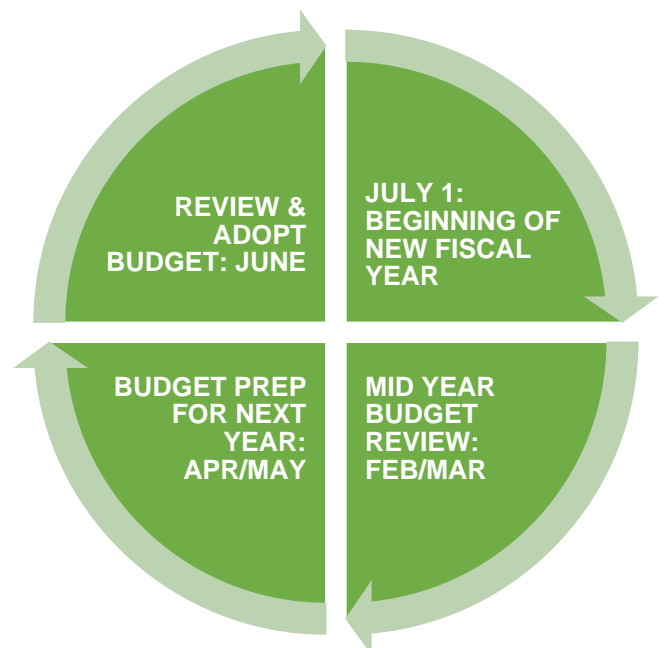 REVIEW &
ADOPT
BUDGET: JUNE
JULY 1:
BEGINNING OF
NEW FISCAL
YEAR
BUDGET PREP
FOR NEXT
YEAR:
APR/MAY
MID YEAR
BUDGET
REVIEW:
FEB/MAR